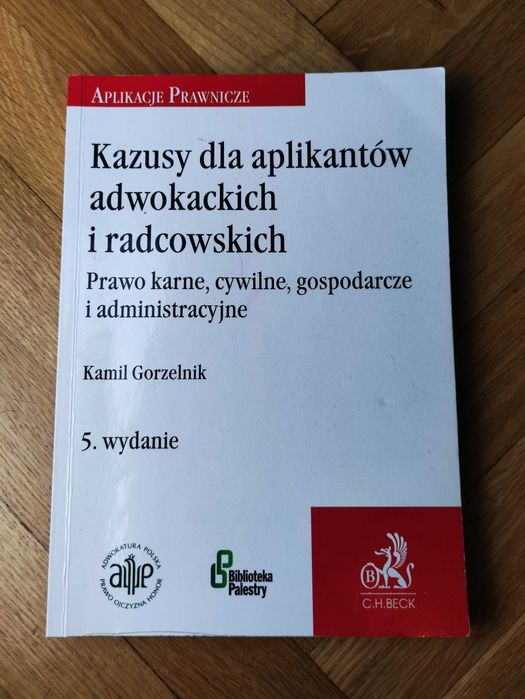 Aplikacje Prawnicze
Kazusy dla aplikantów
adwokackich
i radcowskich
Prawo karne, cywilne, gospodarcze
i administracyjne
Kamil Gorzelnik
5. wydanie
ADWOKATURA POLSKA
PRAWO OJCZYZNA HONOR
Biblioteka
Palestry
B
C.H.BECK